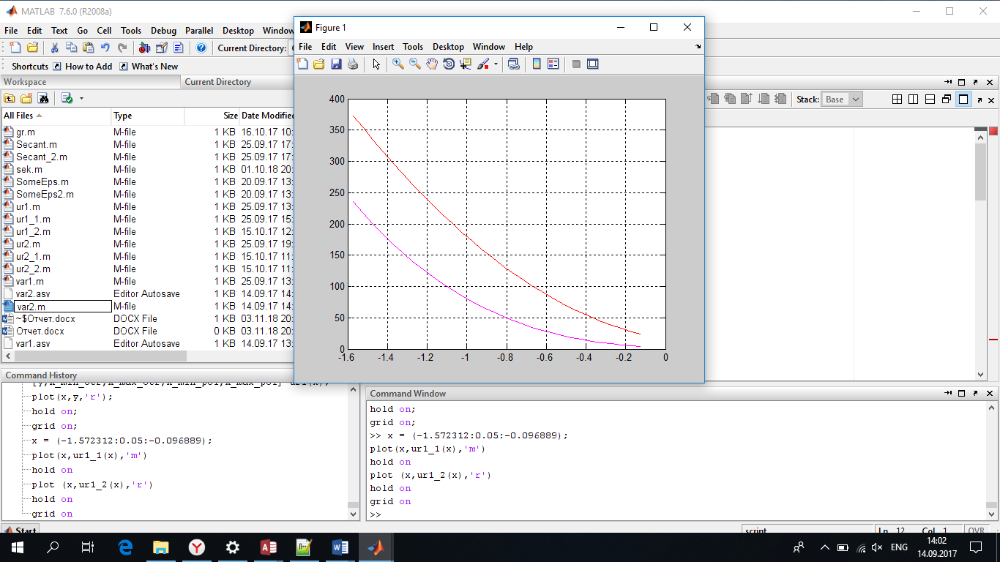 MATLAB 7.6.0 (R2008a)
File Edit Text Go Cell Tools Debug Parallel Desktop Window
Current Directory:
Shortcuts How to Add What's New
Workspace
Current Directory
All Files Type Size Date Modified
gr.m M-file 1 KB 16.10.17 10:
Secant.m M-file 1 KB 25.09.17 17:
Secant_2.m M-file 1 KB 25.09.17 17:
sek.m M-file 1 KB 01.10.18 20:
SomeEps.m M-file 1 KB 20.09.17 13:
SomeEps2.m M-file 1 KB 20.09.17 13:
ur1.m M-file 1 KB 25.09.17 13:
ur1_1.m M-file 1 KB 25.09.17 15:
ur1_2.m M-file 1 KB 15.10.17 12:
ur2.m M-file 1 KB 25.09.17 19:
ur2_1.m M-file 1 KB 15.10.17 11:
ur2_2.m M-file 1 KB 15.10.17 11:
var1.m M-file 1 KB 25.09.17 13:
var2.asv Editor Autosave 1 KB 14.09.17 14:
var2.m M-file 1 KB 14.09.17 14:
~$Отчет.docx DOCX File 1 KB 03.11.18 20:
Отчет.docx DOCX File 0 KB 03.11.18 20:
var1.asv Editor Autosave 1 KB 14.09.17 13:
Figure 1
File Edit View Insert Tools Desktop Window Help
400
350
300
250
200
150
100
50
0
-1.6 -1.4 -1.2 -1 -0.8 -0.6 -0.4 -0.2 0
Stack: Base
Command History
plot(x,y,'r');
hold on;
grid on;
x = (-1.572312:0.05:-0.096889);
plot(x,ur1_1(x),'m')
hold on
plot (x,ur1_2(x),'r')
hold on
grid on
Command Window
hold on;
grid on;
>> x = (-1.572312:0.05:-0.096889);
plot(x,ur1_1(x),'m')
hold on
plot (x,ur1_2(x),'r')
hold on
grid on
>>
Start
script Ln 12 Col 1 OVR
ENG
14:02
14.09.2017